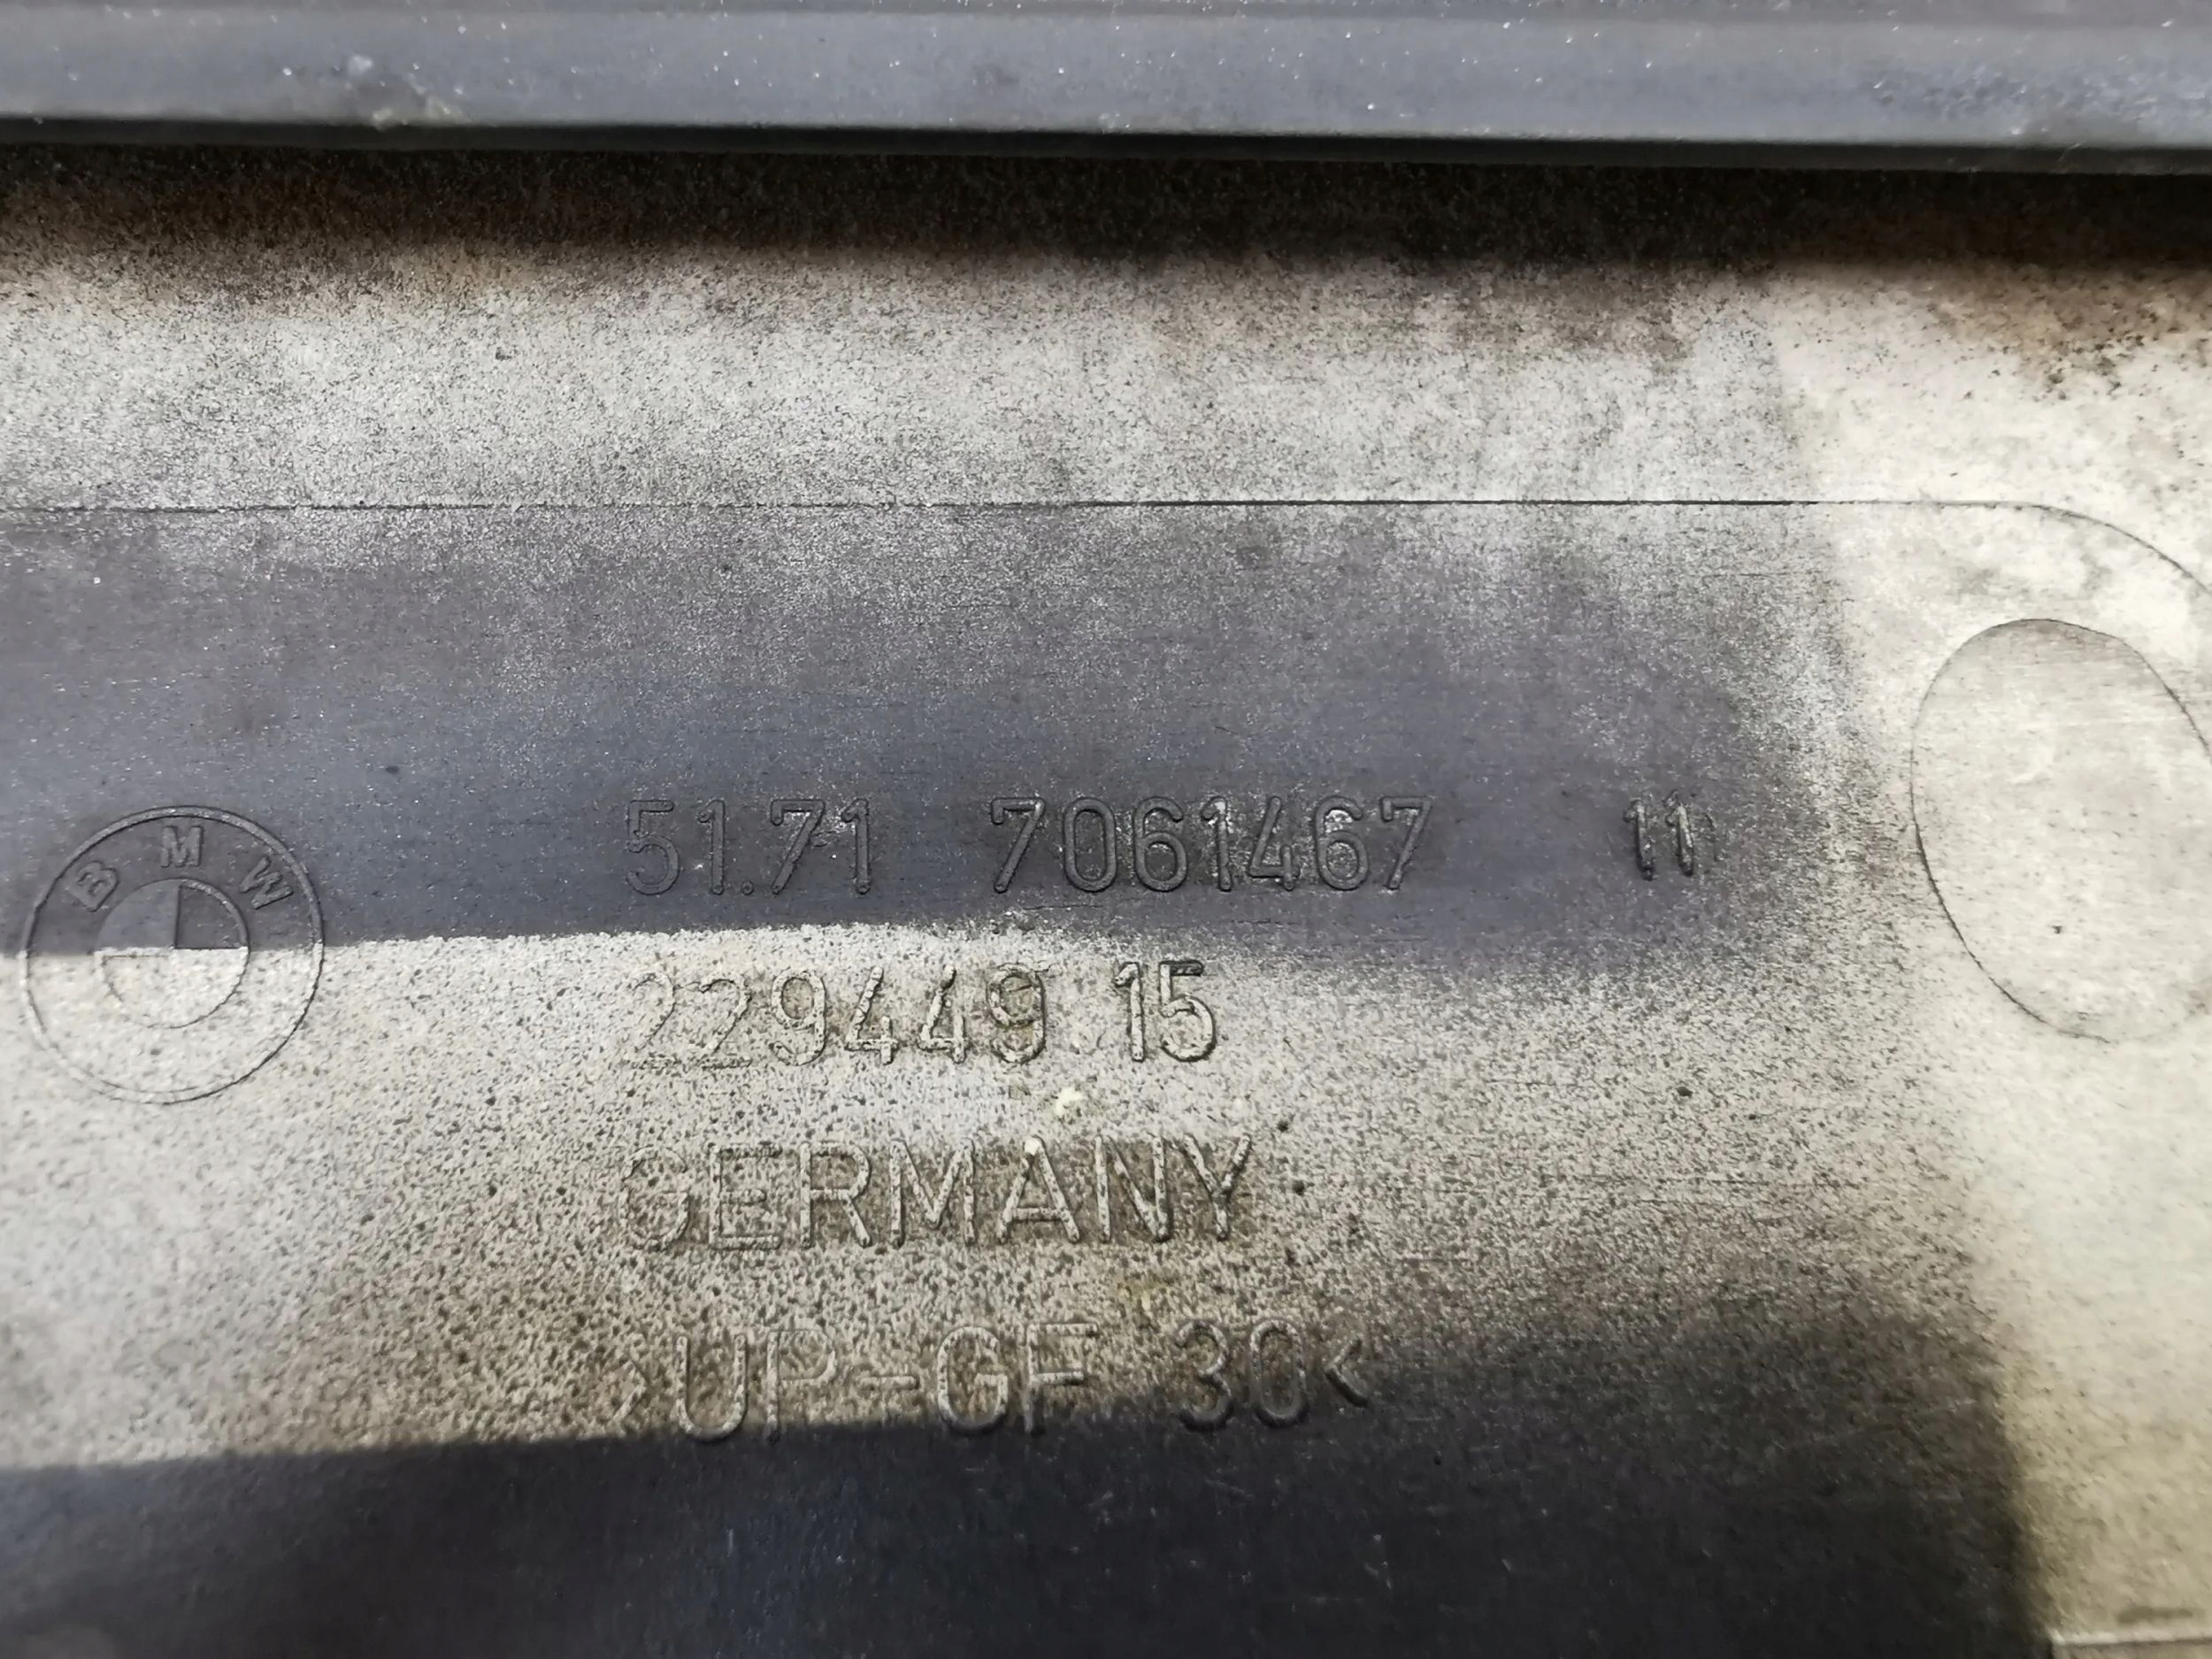 BMW
51.71 7061467 11
229449 15
GERMANY
>UP-GF 30<